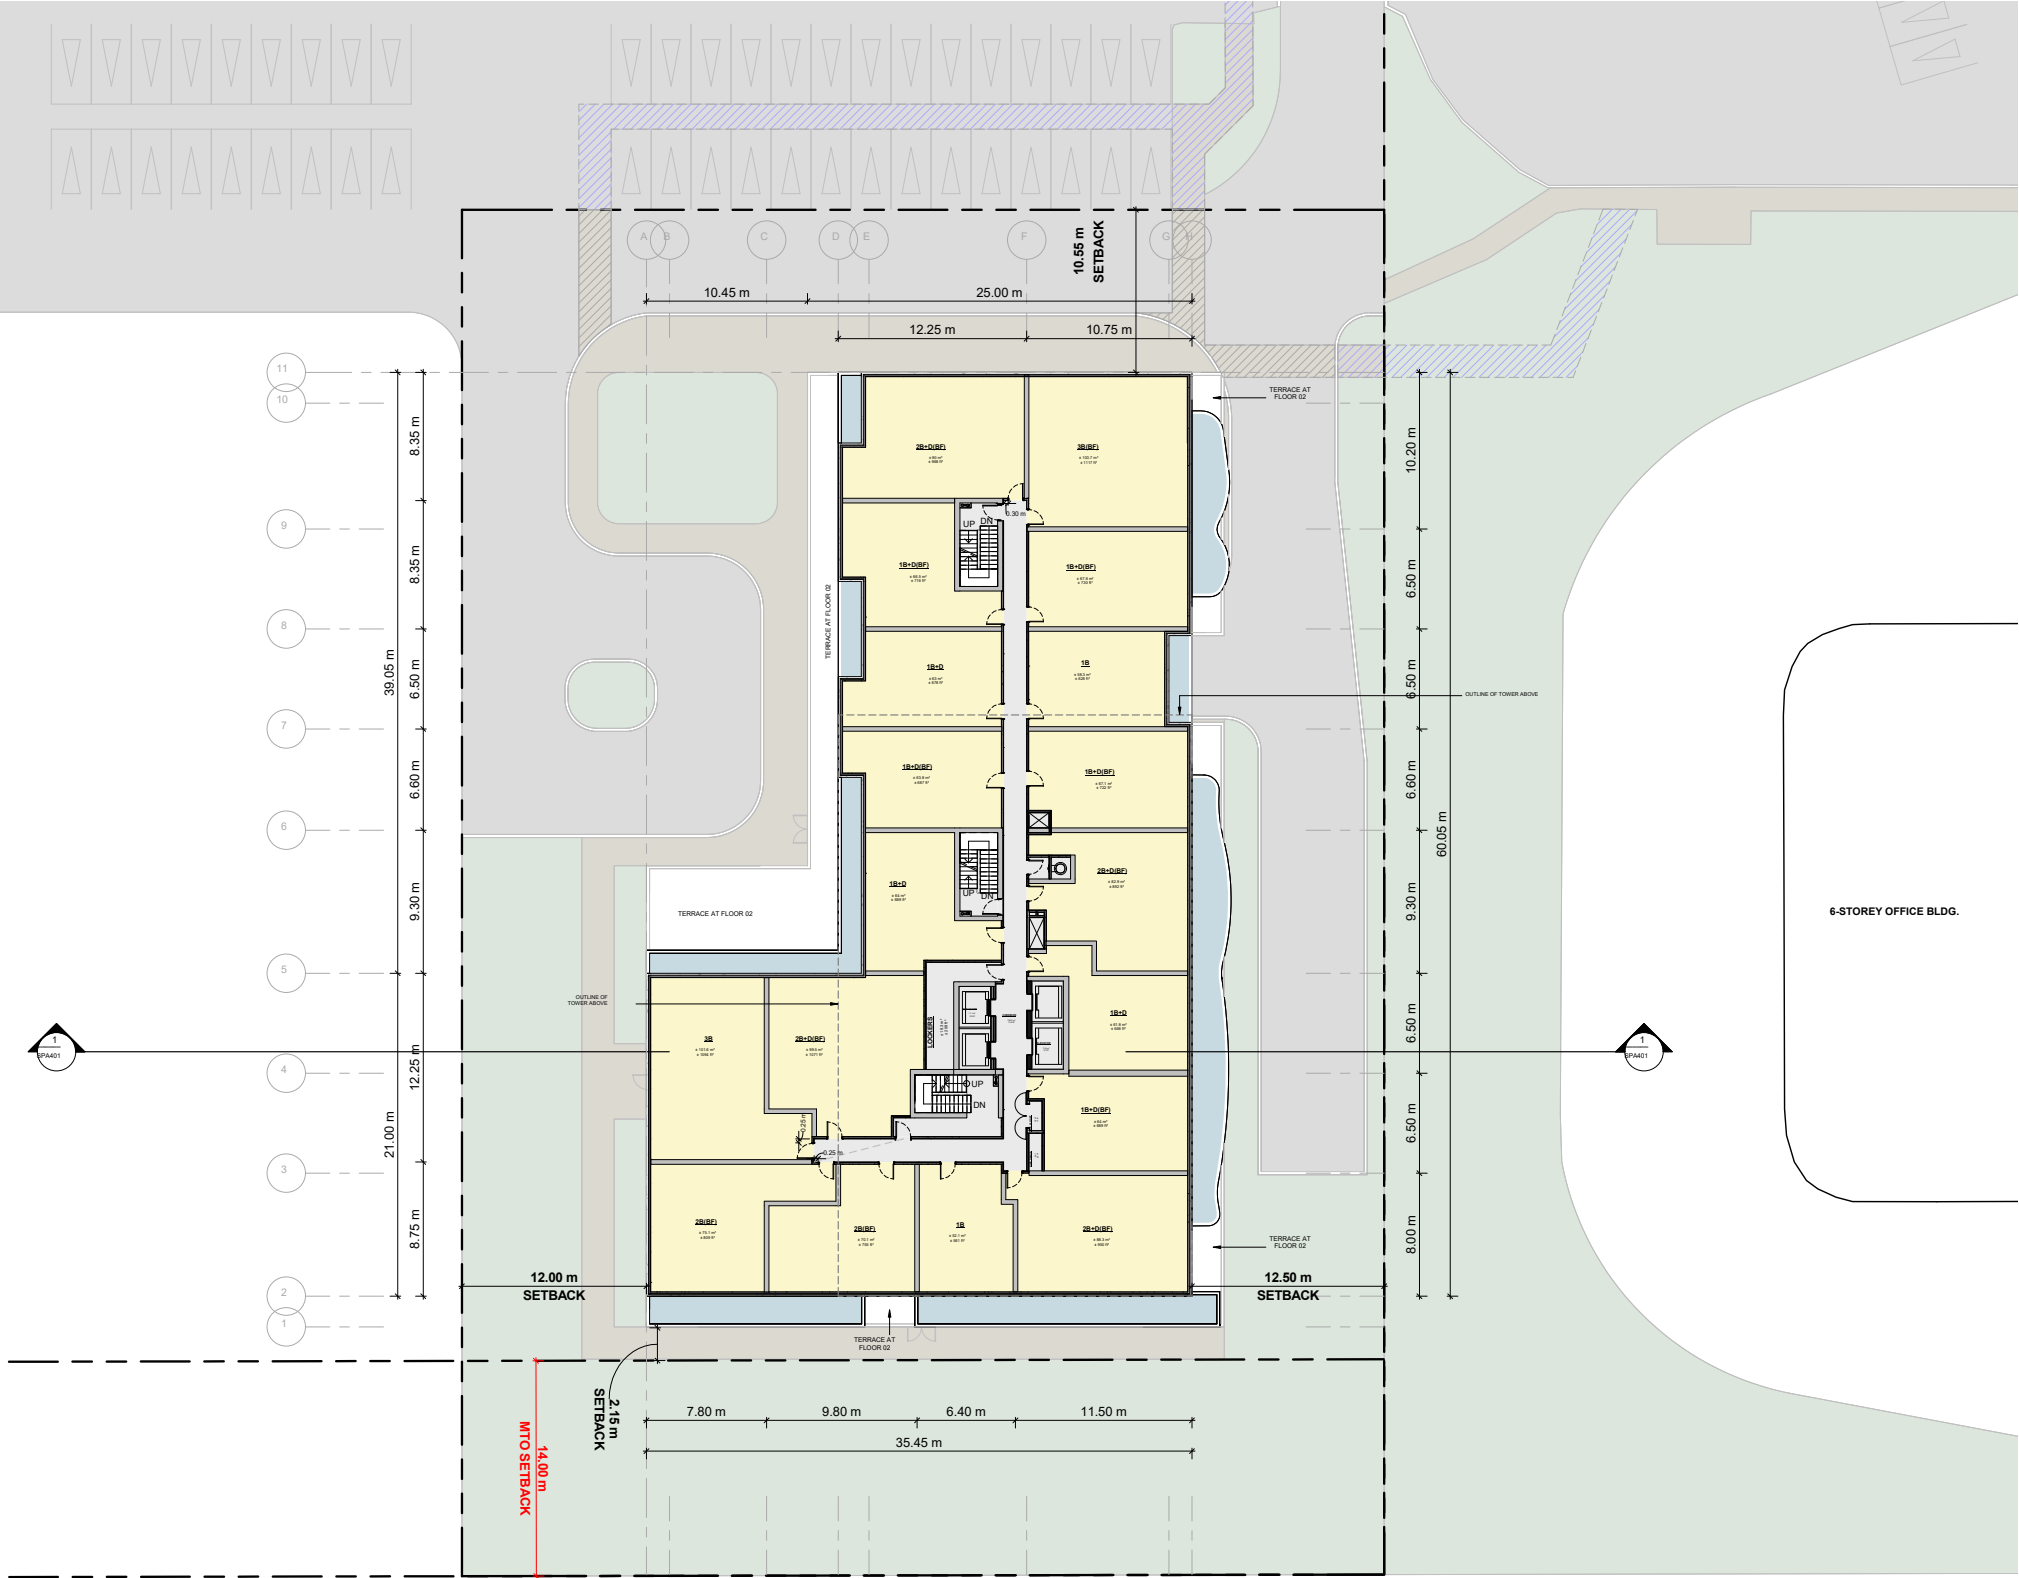 A
B
C
D
E
F
G
H
10.55 m
SETBACK
10.45 m
25.00 m
12.25 m
10.75 m
11
10
9
8
7
6
5
4
3
2
1
8.35 m
8.35 m
6.50 m
6.60 m
9.30 m
12.25 m
8.75 m
39.05 m
21.00 m
10.20 m
6.50 m
6.50 m
6.60 m
9.30 m
6.50 m
6.50 m
8.00 m
60.05 m
TERRACE AT
FLOOR 02
2B+D(BF)
3B(BF)
0.30 m
UP
DN
1B+D(BF)
1B+D(BF)
TERRACE AT FLOOR 02
1B+D
1B
OUTLINE OF TOWER ABOVE
1B+D(BF)
1B+D(BF)
1B+D
UP
DN
2B+D(BF)
TERRACE AT FLOOR 02
6-STOREY OFFICE BLDG.
OUTLINE OF
TOWER ABOVE
LOCKERS
1B+D
3B
2B+D(BF)
1
SPA401
1
SPA401
UP
DN
1B+D(BF)
0.25 m
0.25 m
2B(BF)
2B(BF)
1B
2B+D(BF)
TERRACE AT
FLOOR 02
12.00 m
SETBACK
12.50 m
SETBACK
TERRACE AT
FLOOR 02
2.15 m
SETBACK
14.00 m
MTO SETBACK
7.80 m
9.80 m
6.40 m
11.50 m
35.45 m